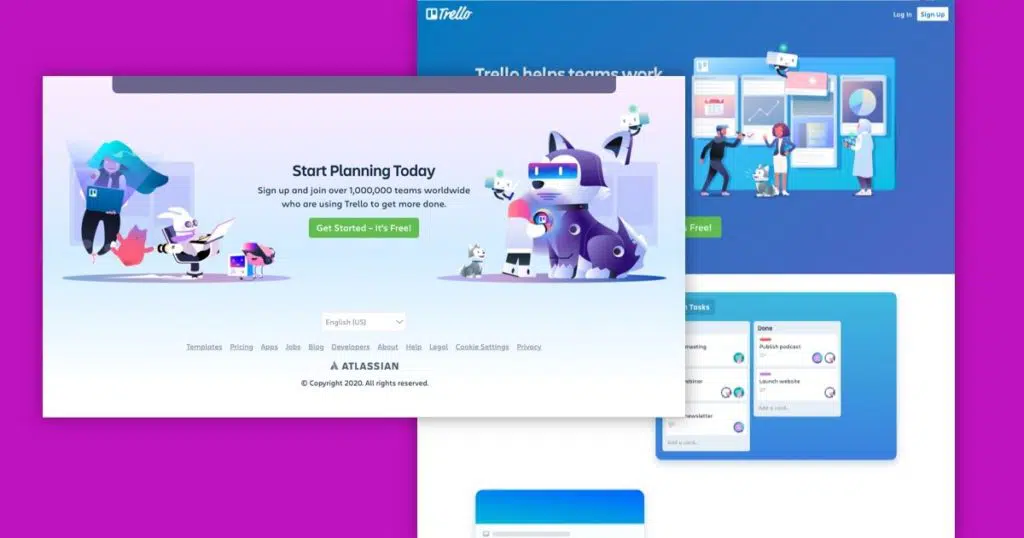 Trello
Log In
Sign Up
Trello helps teams work
Start Planning Today
Sign up and join over 1,000,000 teams worldwide
who are using Trello to get more done.
Get Started – It's Free!
s Free!
English (US)
Templates Pricing Apps Jobs Blog Developers About Help Legal Cookie Settings Privacy
ATLASSIAN
© Copyright 2020. All rights reserved.
Tasks
Done
meeting
Publish podcast
ebinar
Launch website
newsletter
Add a card...
Add a card...